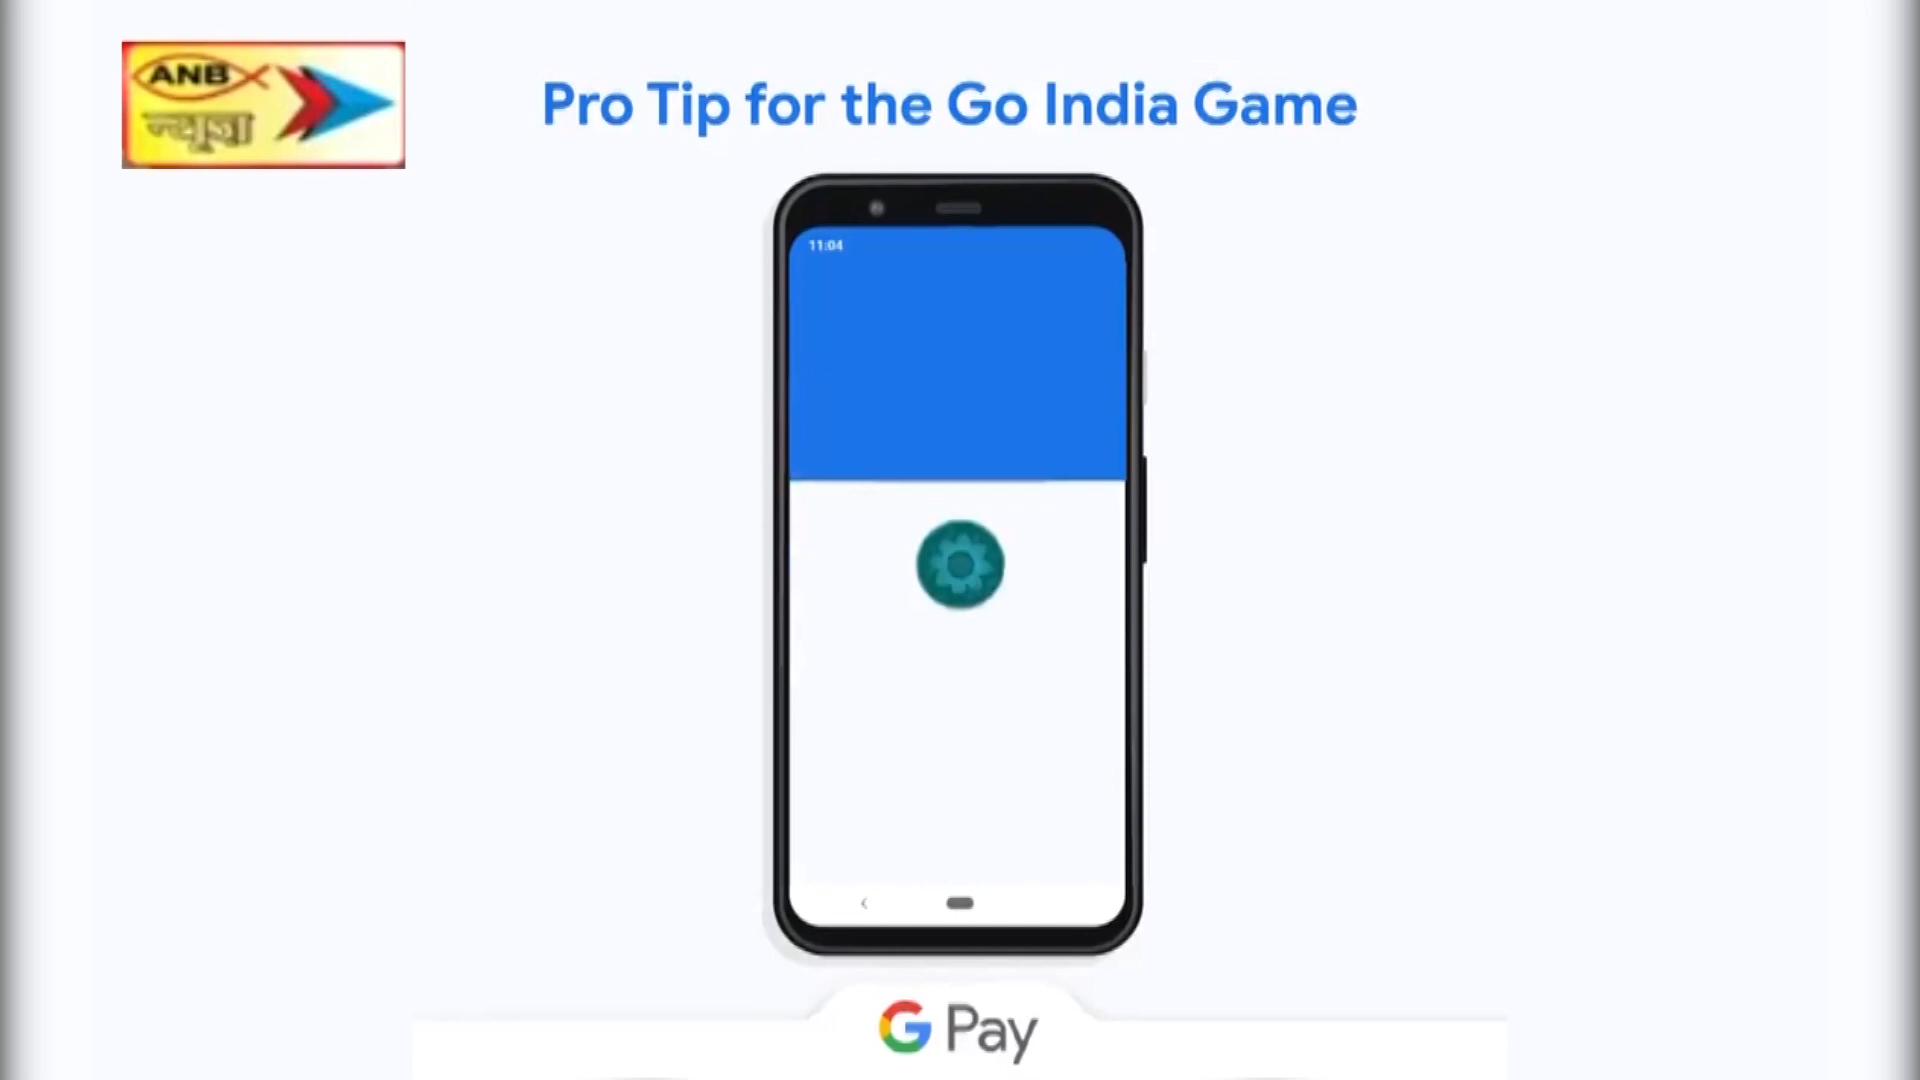 ANB
न्यूज़
Pro Tip for the Go India Game
11:04
G Pay